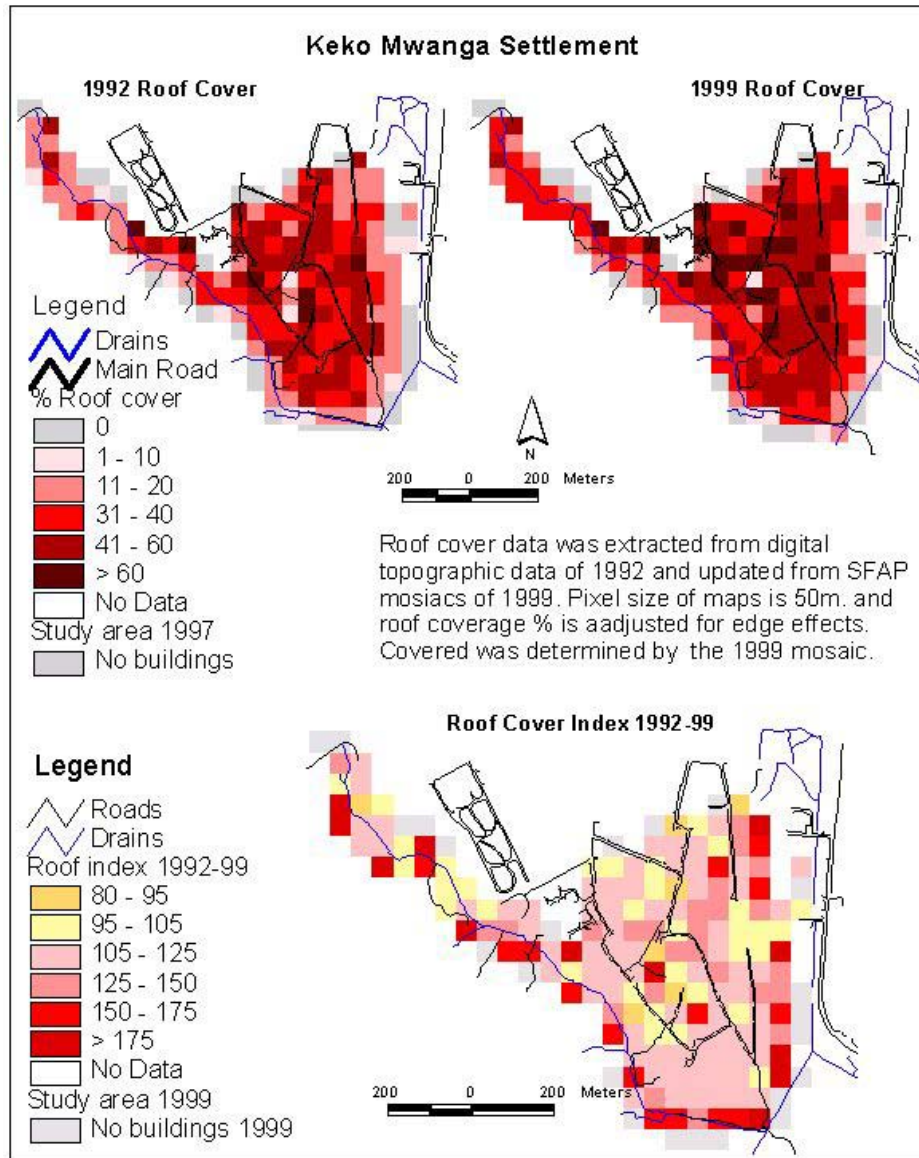 Keko Mwanga Settlement
1992 Roof Cover
1999 Roof Cover
Legend
Drains
Main Road
% Roof cover
0
1 - 10
11 - 20
31 - 40
41 - 60
> 60
No Data
Study area 1997
No buildings
N
200 0 200 Meters
Roof cover data was extracted from digital
topographic data of 1992 and updated from SFAP
mosiacs of 1999. Pixel size of maps is 50m. and
roof coverage % is aadjusted for edge effects.
Covered was determined by the 1999 mosaic.
Roof Cover Index 1992-99
Legend
Roads
Drains
Roof index 1992-99
80 - 95
95 - 105
105 - 125
125 - 150
150 - 175
> 175
No Data
Study area 1999
No buildings 1999
200 0 200 Meters